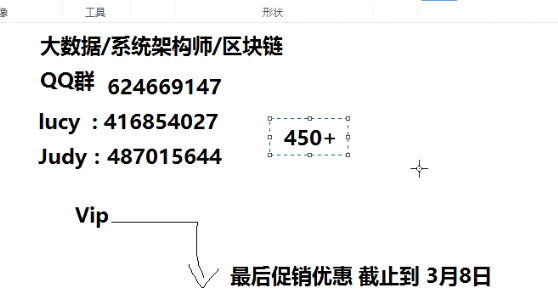 工具 形状
大数据/系统架构师/区块链
QQ群 624669147
lucy : 416854027
450+
Judy : 487015644
Vip
最后促销优惠 截止到 3月8日